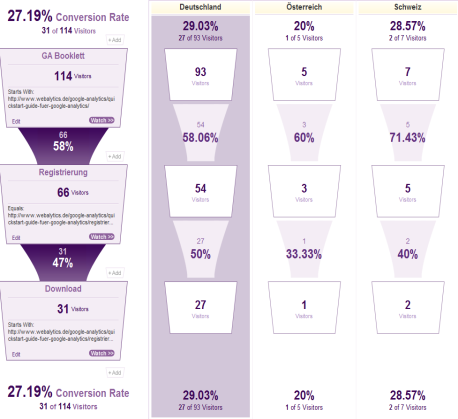 27.19% Conversion Rate
31 of 114 Visitors
+ Add
GA Booklett
114 Visitors
Starts With:
http://www.webalytics.de/google-analytics/qui
ckstart-guide-fuer-google-analytics/
Edit
Watch >>
66
58%
+ Add
Registrierung
66 Visitors
Equals:
http://www.webalytics.de/google-analytics/qui
ckstart-guide-fuer-google-analytics/registrier...
Edit
Watch >>
31
47%
+ Add
Download
31 Visitors
Starts With:
http://www.webalytics.de/google-analytics/qui
ckstart-guide-fuer-google-analytics/registrier...
Edit
Watch >>
+ Add
27.19% Conversion Rate
31 of 114 Visitors
Deutschland
29.03%
27 of 93 Visitors
93
Visitors
54
58.06%
54
Visitors
27
50%
27
Visitors
29.03%
27 of 93 Visitors
Österreich
20%
1 of 5 Visitors
5
Visitors
3
60%
3
Visitors
1
33.33%
1
Visitors
20%
1 of 5 Visitors
Schweiz
28.57%
2 of 7 Visitors
7
Visitors
5
71.43%
5
Visitors
2
40%
2
Visitors
28.57%
2 of 7 Visitors